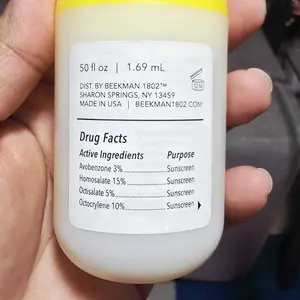 50 fl oz | 1.69 mL
DIST. BY BEEKMAN 1802™
SHARON SPRINGS, NY 13459
MADE IN USA | BEEKMAN1802.COM
Drug Facts
Active Ingredients Purpose
Avobenzone 3%.....Sunscreen
Homosalate 15%.....Sunscreen
Octisalate 5%.....Sunscreen
Octocrylene 10%.....Sunscreen